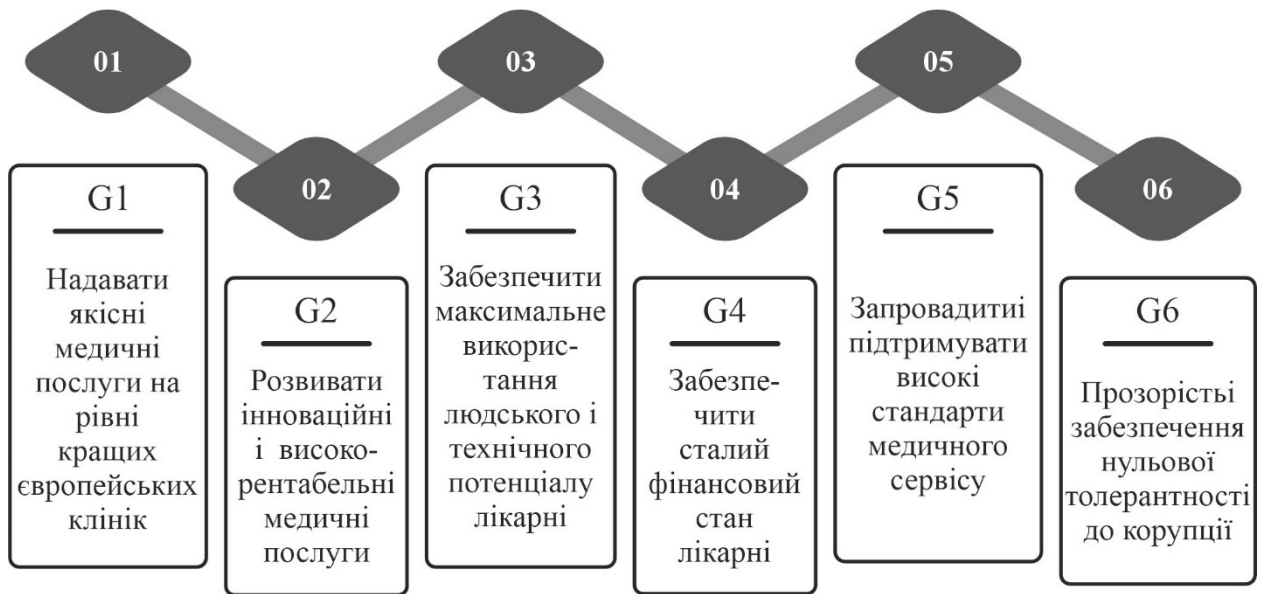 01
03
05
02
04
06
G1
Надавати
якісні
медичні
послуги на
рівні
кращих
європейських
клінік
G2
Розвивати
інноваційні
і високо-
рентабельні
медичні
послуги
G3
Забезпечити
максимальне
викорис-
тання
людського і
технічного
потенціалу
лікарні
G4
Забезпе-
чити
сталий
фінансовий
стан
лікарні
G5
Запровадитиі
підтримувати
високі
стандарти
медичного
сервісу
G6
Прозорістьі
забезпечення
нульової
толерантності
до корупції